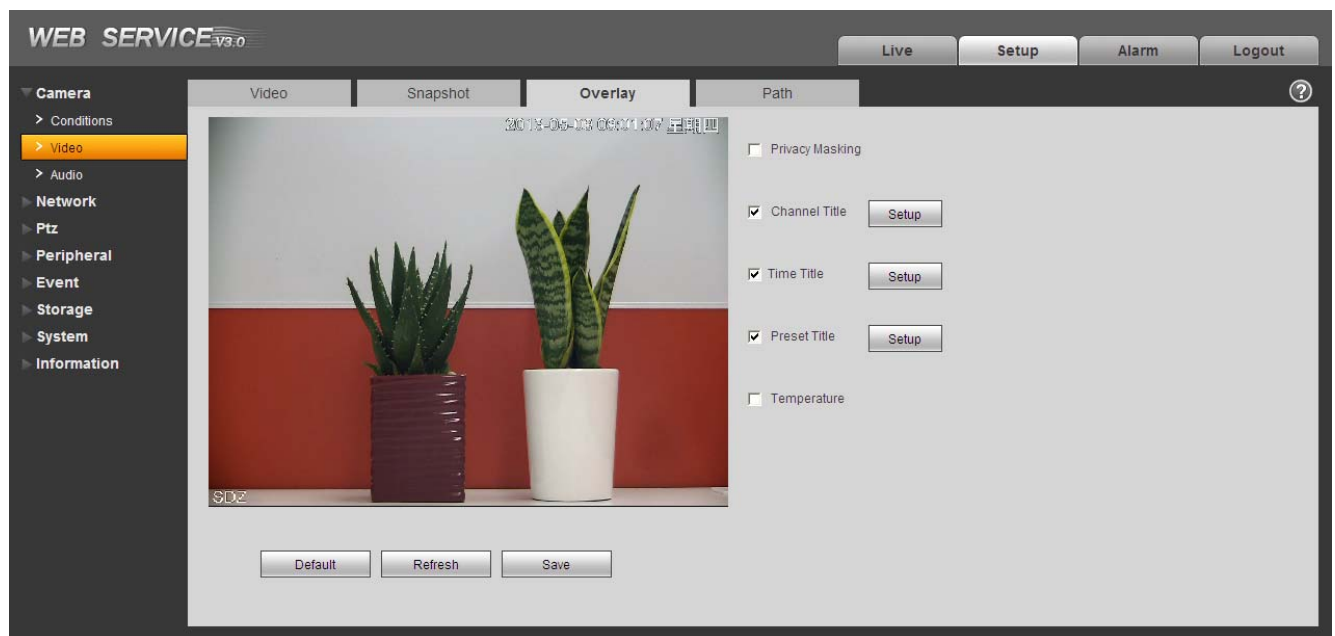 WEB SERVICE V3.0
Live Setup Alarm Logout
Camera
Conditions
Video
Audio
Network
Ptz
Peripheral
Event
Storage
System
Information
Video Snapshot Overlay Path
?
SDZ
Privacy Masking
Channel Title Setup
Time Title Setup
Preset Title Setup
Temperature
Default Refresh Save